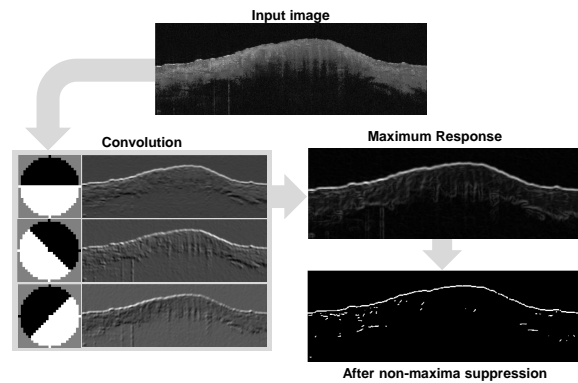 Input image
Convolution
Maximum Response
After non-maxima suppression